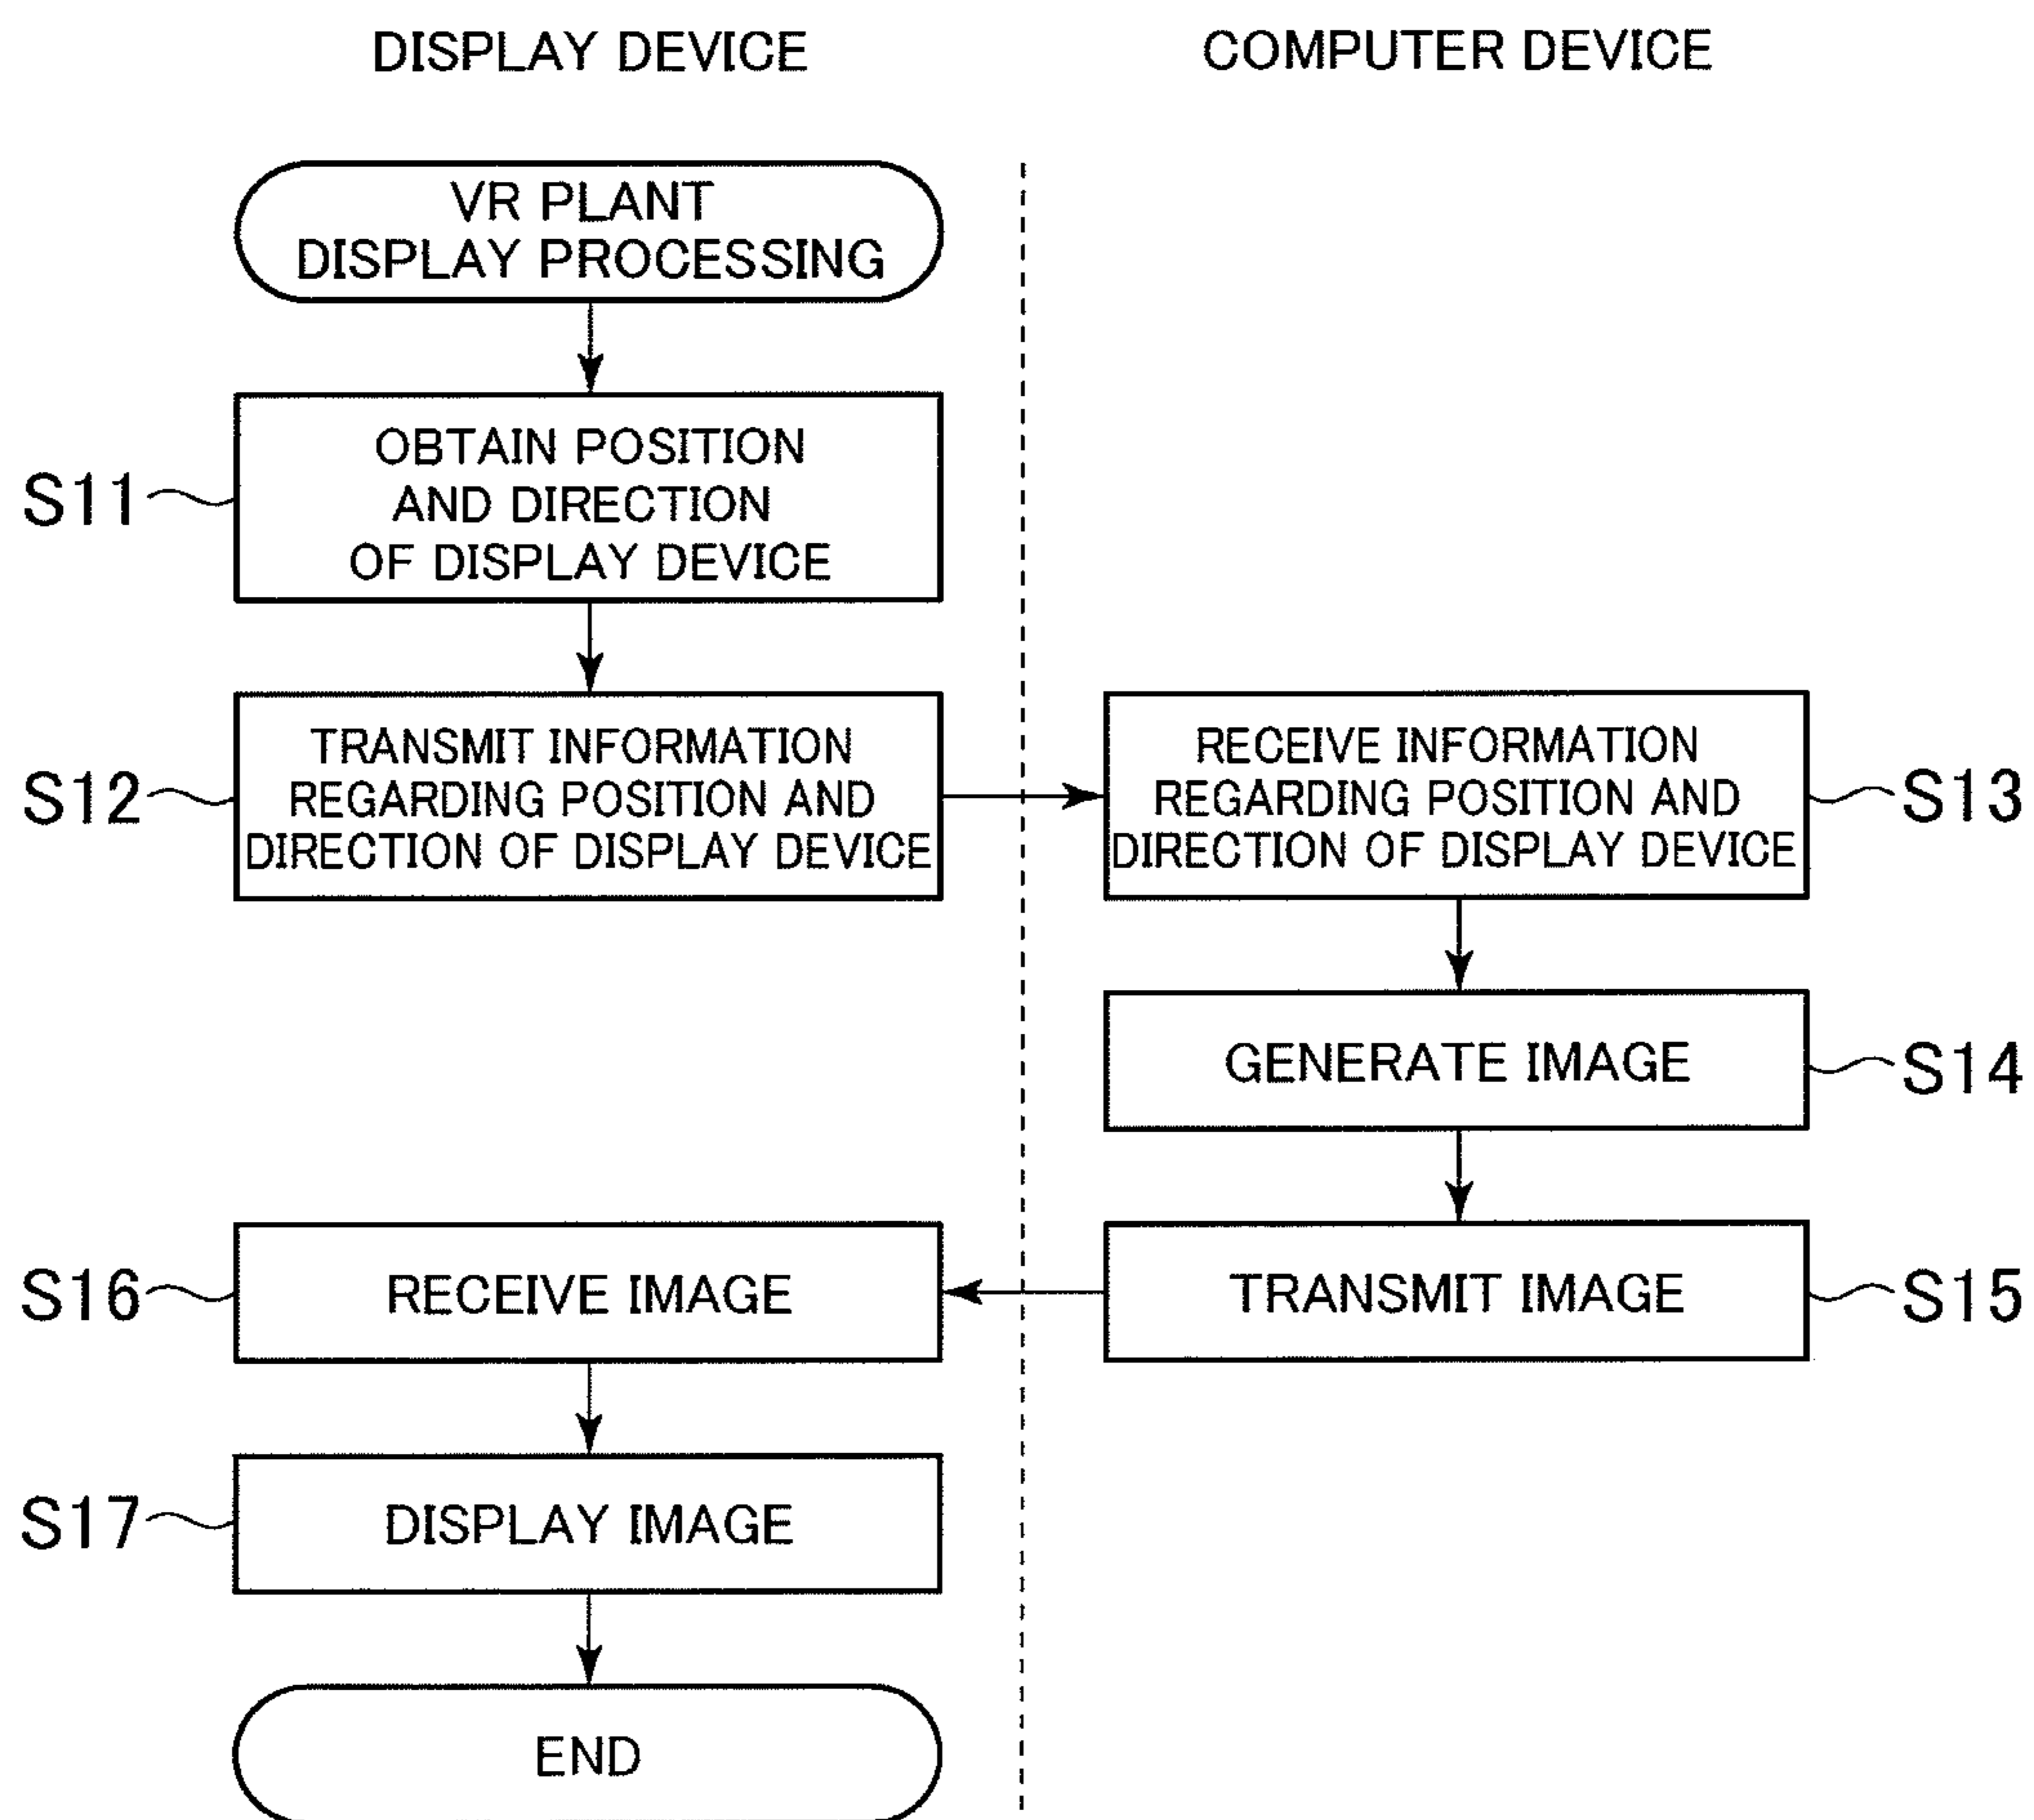 DISPLAY DEVICE
COMPUTER DEVICE
VR PLANT
DISPLAY PROCESSING
S11
OBTAIN POSITION
AND DIRECTION
OF DISPLAY DEVICE
S12
TRANSMIT INFORMATION
REGARDING POSITION AND
DIRECTION OF DISPLAY DEVICE
RECEIVE INFORMATION
REGARDING POSITION AND
DIRECTION OF DISPLAY DEVICE
S13
GENERATE IMAGE
S14
TRANSMIT IMAGE
S15
S16
RECEIVE IMAGE
S17
DISPLAY IMAGE
END